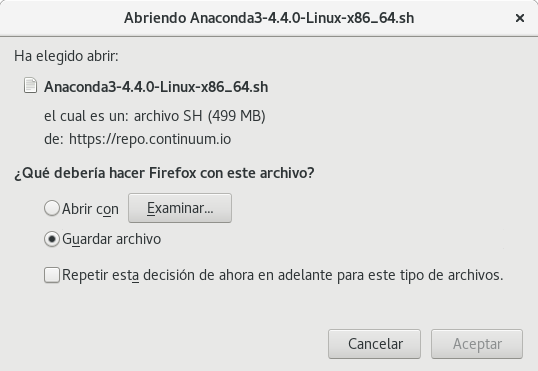 Abriendo Anaconda3-4.4.0-Linux-x86_64.sh
Ha elegido abrir:
Anaconda3-4.4.0-Linux-x86_64.sh
el cual es un: archivo SH (499 MB)
de: https://repo.continuum.io
¿Qué debería hacer Firefox con este archivo?
Abrir con Examinar...
Guardar archivo
Repetir esta decisión de ahora en adelante para este tipo de archivos.
Cancelar Aceptar